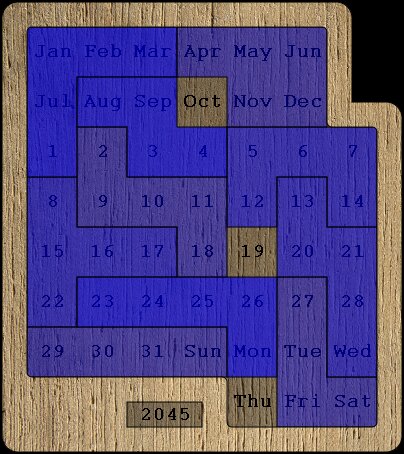 Jan Feb Mar Apr May Jun
Jul Aug Sep Oct Nov Dec
1 2 3 4 5 6 7
8 9 10 11 12 13 14
15 16 17 18 19 20 21
22 23 24 25 26 27 28
29 30 31 Sun Mon Tue Wed
Thu Fri Sat
2045